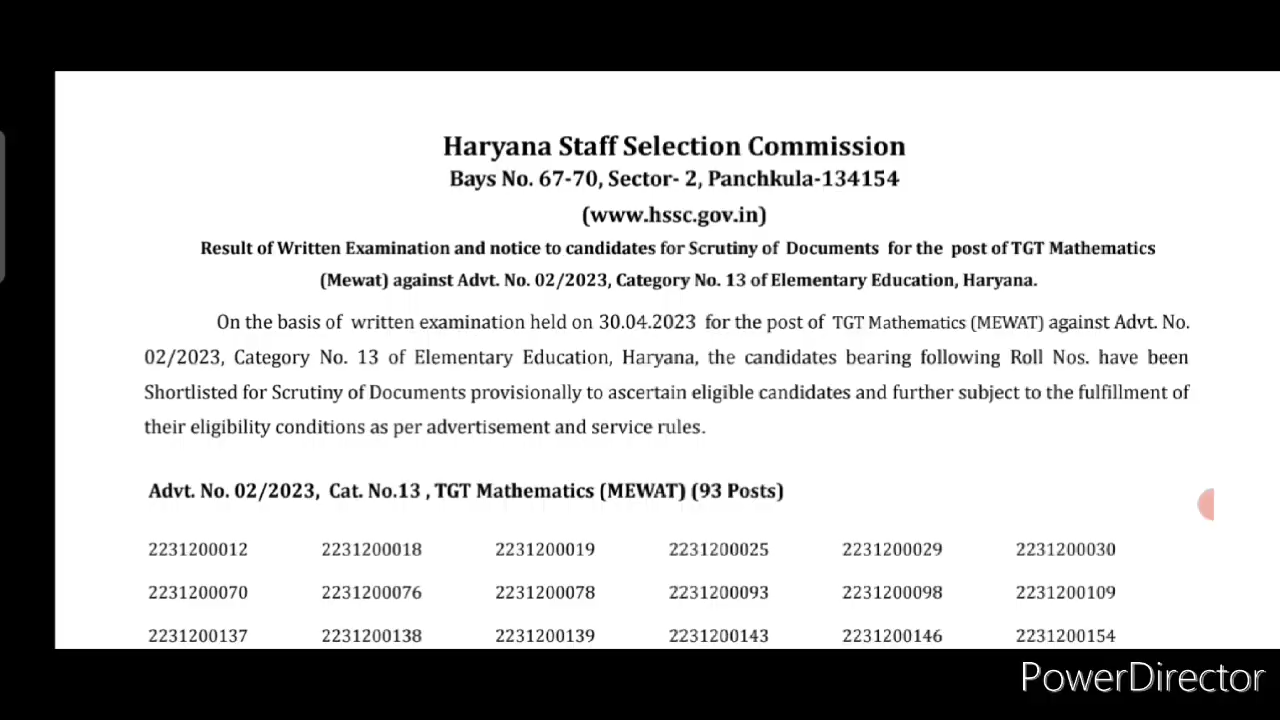 Haryana Staff Selection Commission
Bays No. 67-70, Sector- 2, Panchkula-134154
(www.hssc.gov.in)
Result of Written Examination and notice to candidates for Scrutiny of Documents for the post of TGT Mathematics
(Mewat) against Advt. No. 02/2023, Category No. 13 of Elementary Education, Haryana.
On the basis of written examination held on 30.04.2023 for the post of TGT Mathematics (MEWAT) against Advt. No.
02/2023, Category No. 13 of Elementary Education, Haryana, the candidates bearing following Roll Nos. have been
Shortlisted for Scrutiny of Documents provisionally to ascertain eligible candidates and further subject to the fulfillment of
their eligibility conditions as per advertisement and service rules.
Advt. No. 02/2023, Cat. No.13 , TGT Mathematics (MEWAT) (93 Posts)
2231200012 2231200018 2231200019 2231200025 2231200029 2231200030
2231200070 2231200076 2231200078 2231200093 2231200098 2231200109
2231200137 2231200138 2231200139 2231200143 2231200146 2231200154
PowerDirector